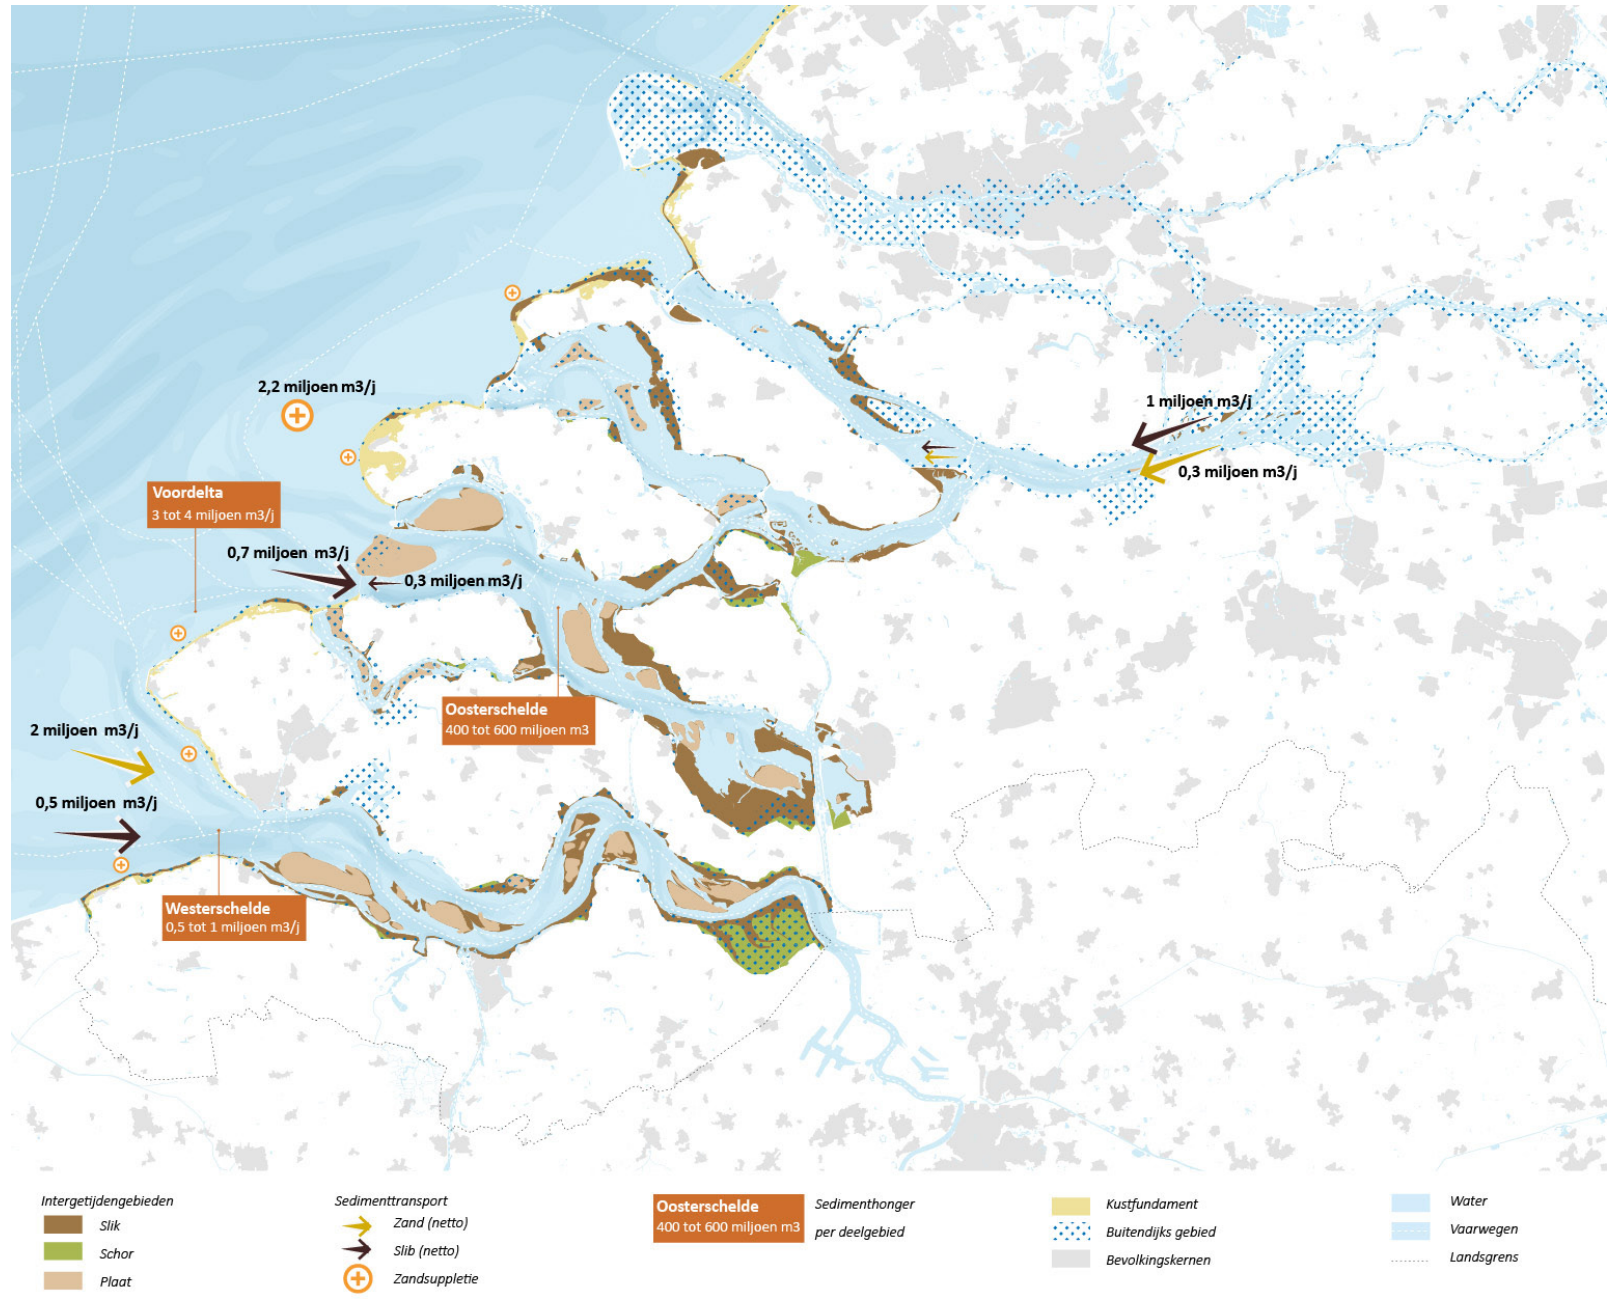 2,2 miljoen m3/j
1 miljoen m3/j
0,3 miljoen m3/j
Voordelta
3 tot 4 miljoen m3/j
0,7 miljoen m3/j
0,3 miljoen m3/j
Oosterschelde
400 tot 600 miljoen m3
2 miljoen m3/j
0,5 miljoen m3/j
Westerschelde
0,5 tot 1 miljoen m3/j
Intergetijdengebieden
Slik
Schor
Plaat
Sedimenttransport
Zand (netto)
Slib (netto)
Zandsuppletie
Oosterschelde
400 tot 600 miljoen m3
Sedimenthonger
per deelgebied
Kustfundament
Buitendijks gebied
Bevolkingskernen
Water
Vaarwegen
Landsgrens